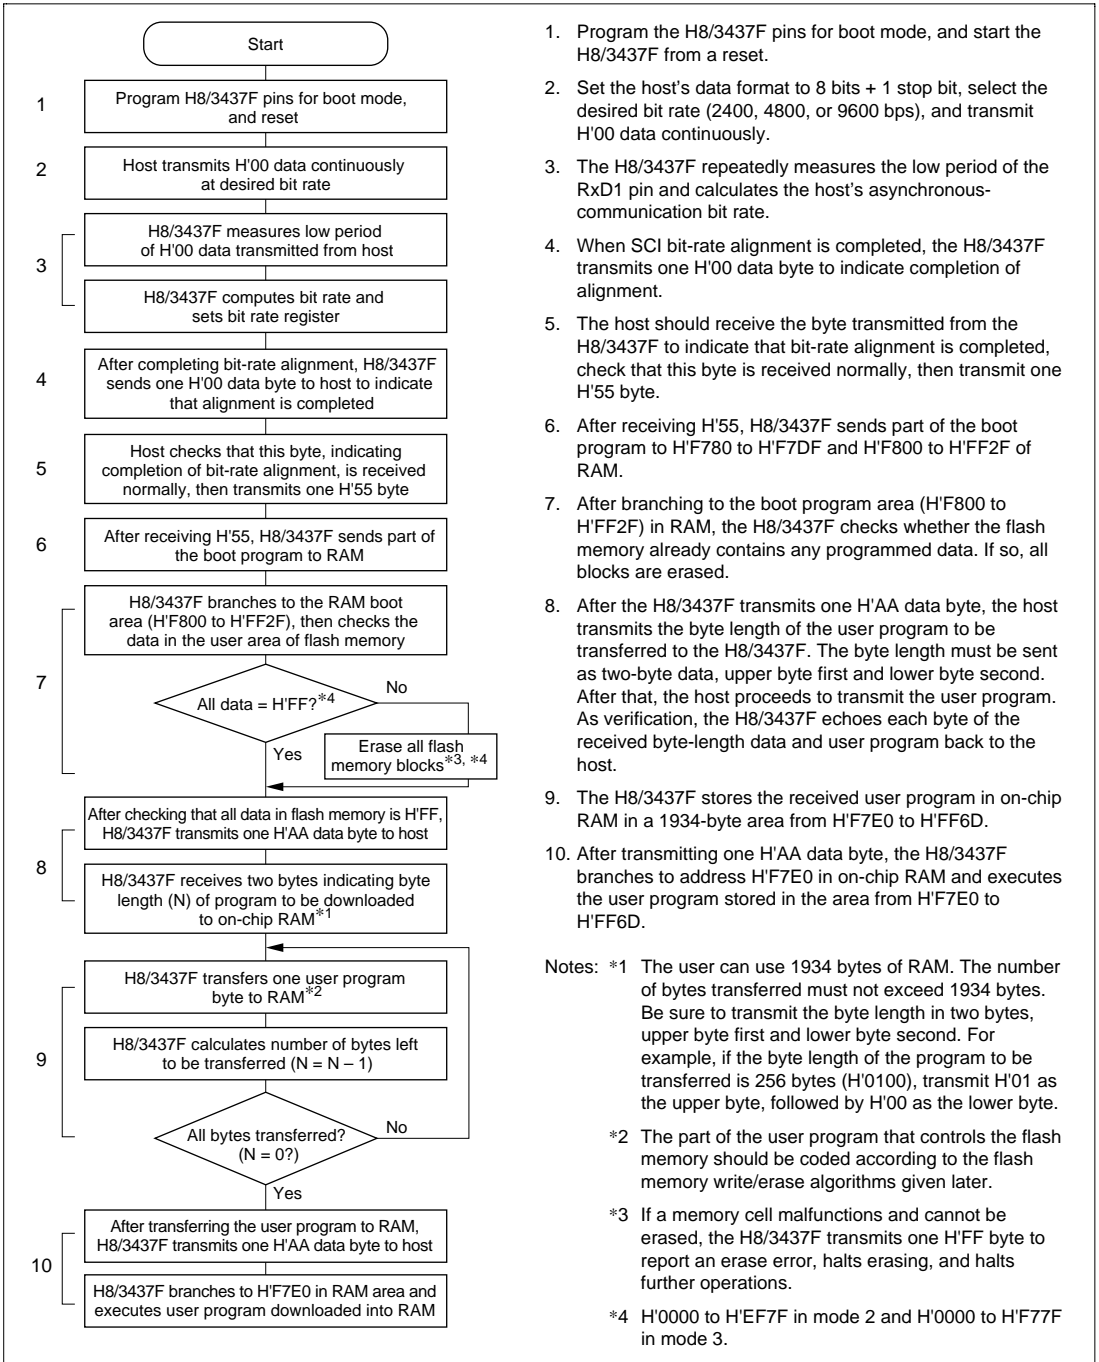 Start
1
Program H8/3437F pins for boot mode,
and reset
2
Host transmits H'00 data continuously
at desired bit rate
3
H8/3437F measures low period
of H'00 data transmitted from host
H8/3437F computes bit rate and
sets bit rate register
4
After completing bit-rate alignment, H8/3437F
sends one H'00 data byte to host to indicate
that alignment is completed
5
Host checks that this byte, indicating
completion of bit-rate alignment, is received
normally, then transmits one H'55 byte
6
After receiving H'55, H8/3437F sends part of
the boot program to RAM
7
H8/3437F branches to the RAM boot
area (H'F800 to H'FF2F), then checks the
data in the user area of flash memory
All data = H'FF?*4
No
Yes
Erase all flash
memory blocks*3, *4
8
After checking that all data in flash memory is H'FF,
H8/3437F transmits one H'AA data byte to host
H8/3437F receives two bytes indicating byte
length (N) of program to be downloaded
to on-chip RAM*1
9
H8/3437F transfers one user program
byte to RAM*2
H8/3437F calculates number of bytes left
to be transferred (N = N – 1)
All bytes transferred?
(N = 0?)
No
Yes
10
After transferring the user program to RAM,
H8/3437F transmits one H'AA data byte to host
H8/3437F branches to H'F7E0 in RAM area and
executes user program downloaded into RAM
1. Program the H8/3437F pins for boot mode, and start the
H8/3437F from a reset.
2. Set the host's data format to 8 bits + 1 stop bit, select the
desired bit rate (2400, 4800, or 9600 bps), and transmit
H'00 data continuously.
3. The H8/3437F repeatedly measures the low period of the
RxD1 pin and calculates the host's asynchronous-
communication bit rate.
4. When SCI bit-rate alignment is completed, the H8/3437F
transmits one H'00 data byte to indicate completion of
alignment.
5. The host should receive the byte transmitted from the
H8/3437F to indicate that bit-rate alignment is completed,
check that this byte is received normally, then transmit one
H'55 byte.
6. After receiving H'55, H8/3437F sends part of the boot
program to H'F780 to H'F7DF and H'F800 to H'FF2F of
RAM.
7. After branching to the boot program area (H'F800 to
H'FF2F) in RAM, the H8/3437F checks whether the flash
memory already contains any programmed data. If so, all
blocks are erased.
8. After the H8/3437F transmits one H'AA data byte, the host
transmits the byte length of the user program to be
transferred to the H8/3437F. The byte length must be sent
as two-byte data, upper byte first and lower byte second.
After that, the host proceeds to transmit the user program.
As verification, the H8/3437F echoes each byte of the
received byte-length data and user program back to the
host.
9. The H8/3437F stores the received user program in on-chip
RAM in a 1934-byte area from H'F7E0 to H'FF6D.
10. After transmitting one H'AA data byte, the H8/3437F
branches to address H'F7E0 in on-chip RAM and executes
the user program stored in the area from H'F7E0 to
H'FF6D.
Notes: *1 The user can use 1934 bytes of RAM. The number
of bytes transferred must not exceed 1934 bytes.
Be sure to transmit the byte length in two bytes,
upper byte first and lower byte second. For
example, if the byte length of the program to be
transferred is 256 bytes (H'0100), transmit H'01 as
the upper byte, followed by H'00 as the lower byte.
*2 The part of the user program that controls the flash
memory should be coded according to the flash
memory write/erase algorithms given later.
*3 If a memory cell malfunctions and cannot be
erased, the H8/3437F transmits one H'FF byte to
report an erase error, halts erasing, and halts
further operations.
*4 H'0000 to H'EF7F in mode 2 and H'0000 to H'F77F
in mode 3.